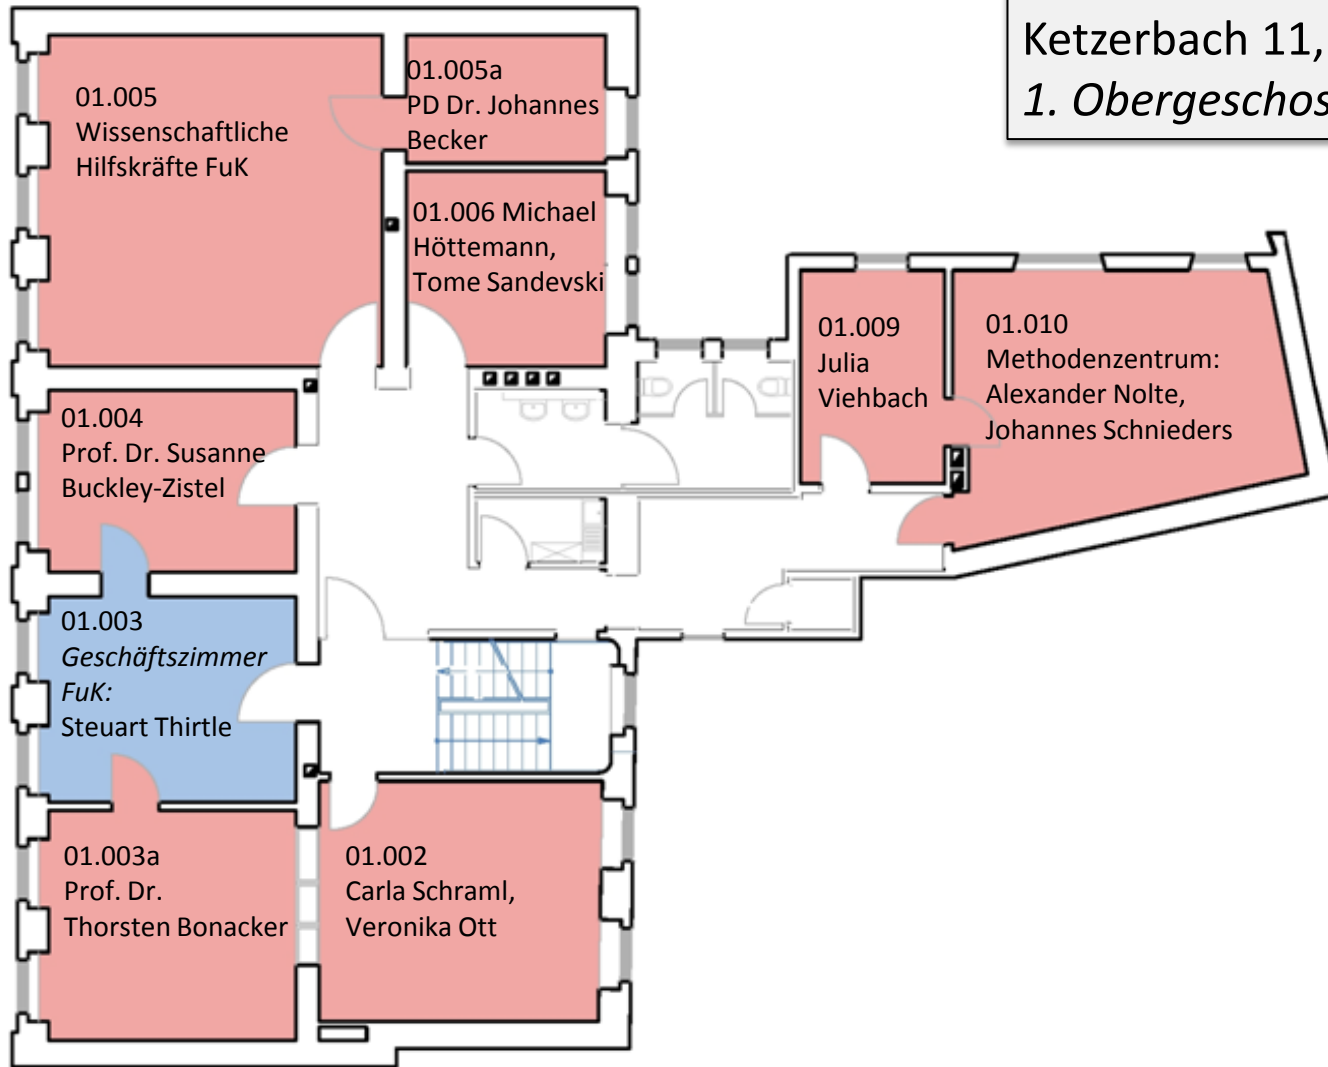 Ketzerbach 11,
1. Obergeschos
01.005
Wissenschaftliche
Hilfskräfte FuK
01.005a
PD Dr. Johannes
Becker
01.006 Michael
Höttemann,
Tome Sandevski
01.009
Julia
Viehbach
01.010
Methodenzentrum:
Alexander Nolte,
Johannes Schnieders
01.004
Prof. Dr. Susanne
Buckley-Zistel
01.003
Geschäftszimmer
FuK:
Steuart Thirtle
01.003a
Prof. Dr.
Thorsten Bonacker
01.002
Carla Schraml,
Veronika Ott